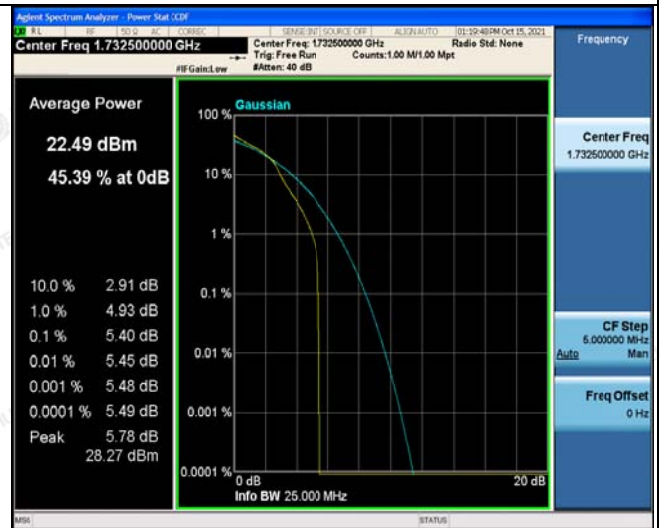 Agilent Spectrum Analyzer - Power Stat CCDF
RL RF 50 Ω AC CORREC SENSE:INT SOURCE OFF ALIGN AUTO 01:19:48 PM Oct 15, 2021
Center Freq 1.732500000 GHz
Center Freq: 1.732500000 GHz Radio Std: None
Trig: Free Run Counts:1.00 M/1.00 Mpt
#IFGain:Low #Atten: 40 dB
Frequency
Average Power
22.49 dBm
45.39 % at 0dB
10.0 % 2.91 dB
1.0 % 4.93 dB
0.1 % 5.40 dB
0.01 % 5.45 dB
0.001 % 5.48 dB
0.0001 % 5.49 dB
Peak 5.78 dB
28.27 dBm
Gaussian
100 %
10 %
1 %
0.1 %
0.01 %
0.001 %
0.0001 %
0 dB 20 dB
Info BW 25.000 MHz
Center Freq
1.732500000 GHz
CF Step
5.000000 MHz
Auto Man
Freq Offset
0 Hz
MSG STATUS